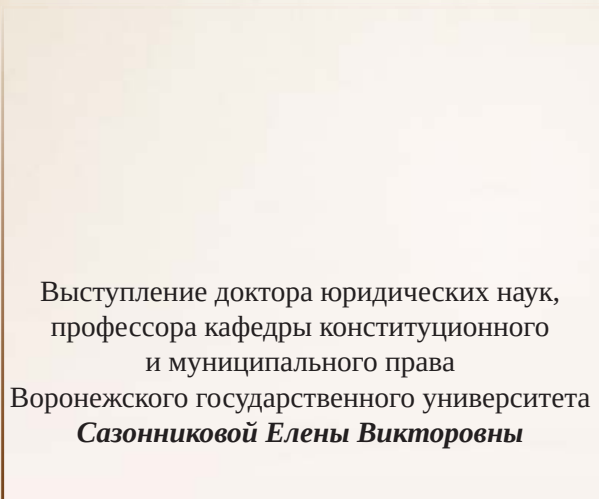 Выступление доктора юридических наук,
профессора кафедры конституционного
и муниципального права
Воронежского государственного университета
Сазонниковой Елены Викторовны